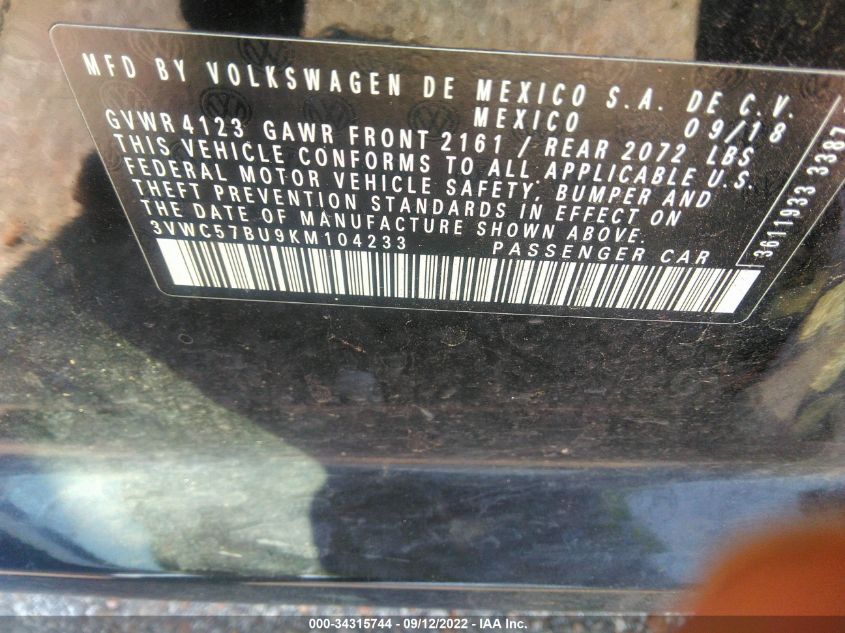 MFD BY VOLKSWAGEN DE MEXICO S.A. DE C.V.
MEXICO 09/18
GVWR 4123 GAWR FRONT 2161 / REAR 2072 LBS
THIS VEHICLE CONFORMS TO ALL APPLICABLE U.S.
FEDERAL MOTOR VEHICLE SAFETY, BUMPER AND
THEFT PREVENTION STANDARDS IN EFFECT ON
THE DATE OF MANUFACTURE SHOWN ABOVE.
3VWC57BU9KM104233 PASSENGER CAR
3611933 3387
000-34315744 - 09/12/2022 - IAA Inc.